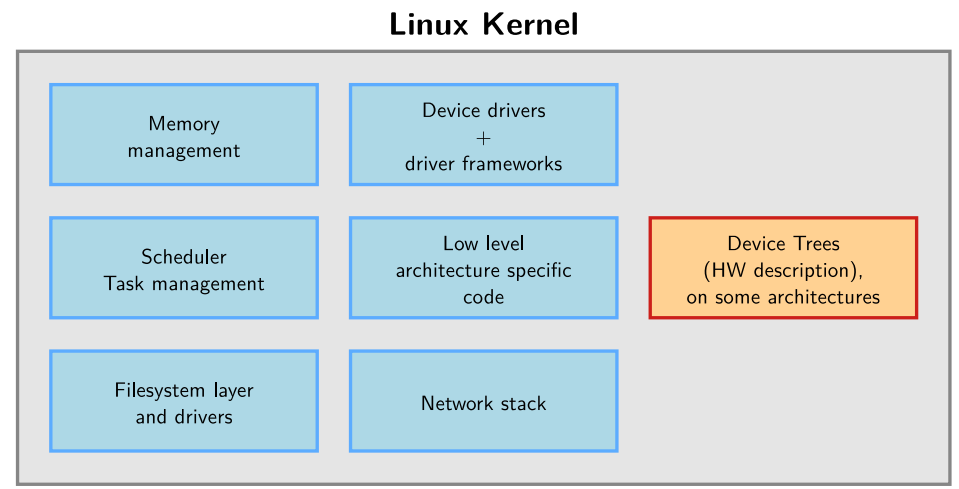 Linux Kernel
Memory
management
Device drivers
+
driver frameworks
Scheduler
Task management
Low level
architecture specific
code
Device Trees
(HW description),
on some architectures
Filesystem layer
and drivers
Network stack